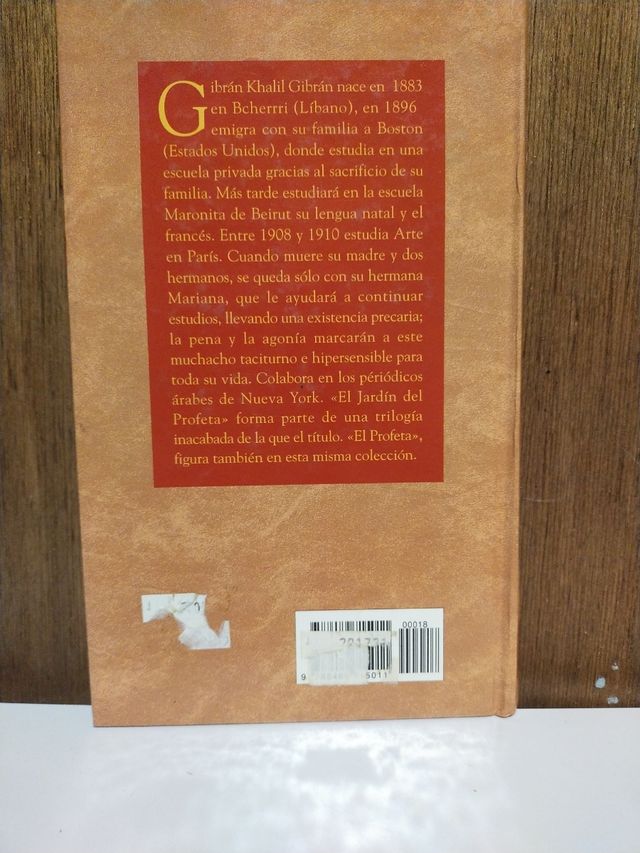 Gibrán Khalil Gibrán nace en 1883
en Bcherrri (Líbano), en 1896
emigra con su familia a Boston
(Estados Unidos), donde estudia en una
escuela privada gracias al sacrificio de su
familia. Más tarde estudiará en la escuela
Maronita de Beirut su lengua natal y el
francés. Entre 1908 y 1910 estudia Arte
en París. Cuando muere su madre y dos
hermanos, se queda sólo con su hermana
Mariana, que le ayudará a continuar
estudios, llevando una existencia precaria;
la pena y la agonía marcarán a este
muchacho taciturno e hipersensible para
toda su vida. Colabora en los périódicos
árabes de Nueva York. «El Jardín del
Profeta» forma parte de una trilogía
inacabada de la que el título. «El Profeta»,
figura también en esta misma colección.
00018
5011